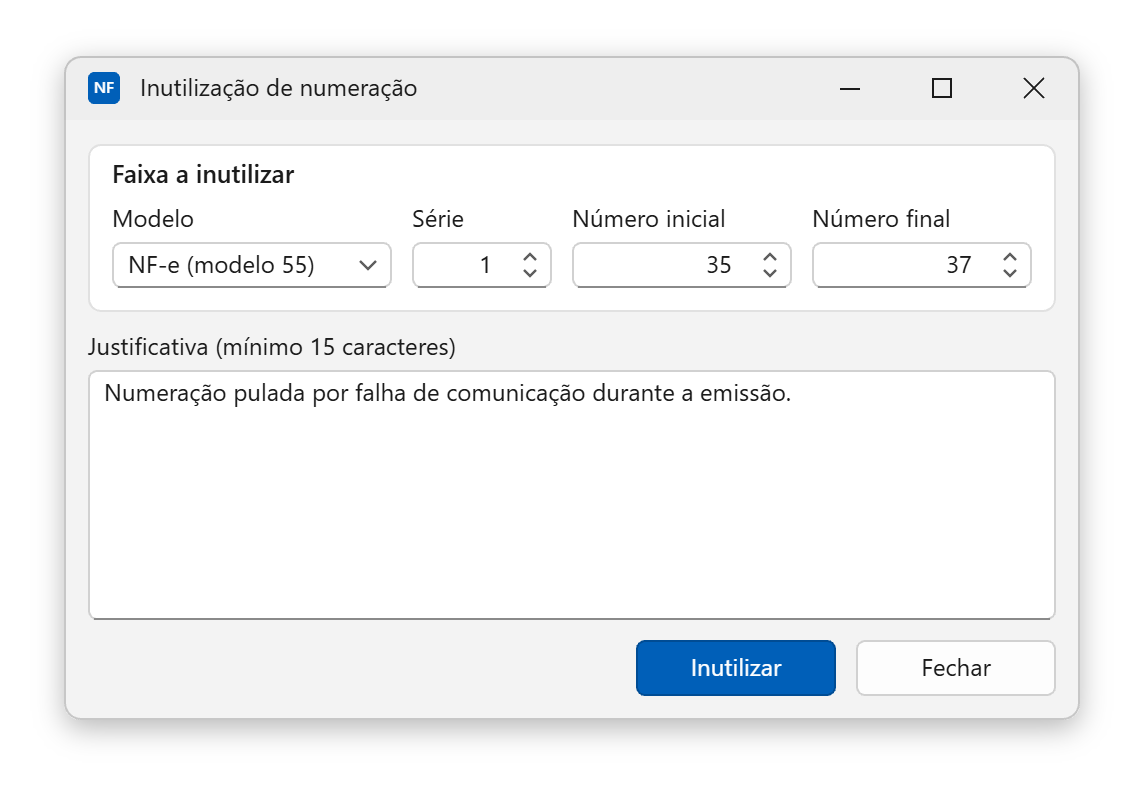 NF Inutilização de numeração
Faixa a inutilizar
Modelo Série Número inicial Número final
NF-e (modelo 55) 1 35 37
Justificativa (mínimo 15 caracteres)
Numeração pulada por falha de comunicação durante a emissão.
Inutilizar Fechar